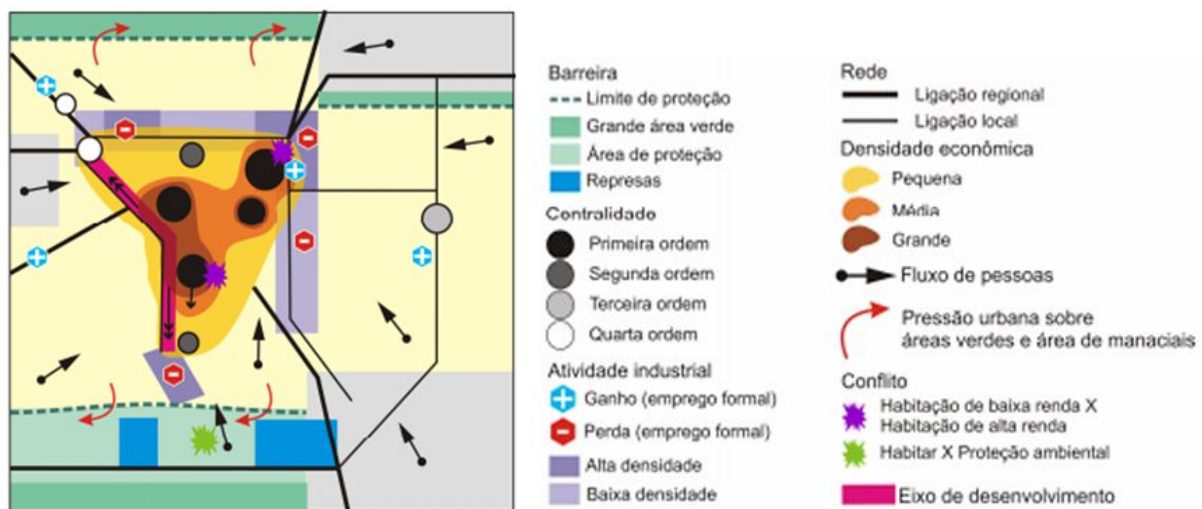 Barreira
Limite de proteção
Grande área verde
Área de proteção
Represas
Centralidade
Primeira ordem
Segunda ordem
Terceira ordem
Quarta ordem
Atividade industrial
Ganho (emprego formal)
Perda (emprego formal)
Alta densidade
Baixa densidade
Rede
Ligação regional
Ligação local
Densidade econômica
Pequena
Média
Grande
Fluxo de pessoas
Pressão urbana sobre
áreas verdes e área de manaciais
Conflito
Habitação de baixa renda X
Habitação de alta renda
Habitar X Proteção ambiental
Eixo de desenvolvimento